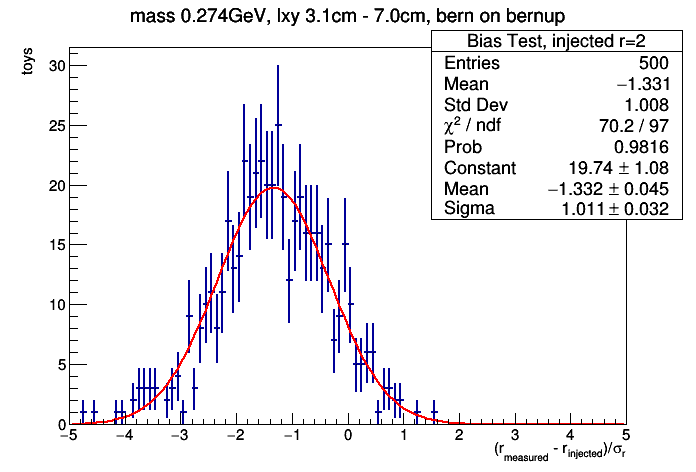 mass 0.274GeV, lxy 3.1cm - 7.0cm, bern on bernup
Bias Test, injected r=2
Entries 500
Mean −1.331
Std Dev 1.008
χ² / ndf 70.2 / 97
Prob 0.9816
Constant 19.74 ± 1.08
Mean −1.332 ± 0.045
Sigma 1.011 ± 0.032
toys
30
25
20
15
10
5
0
−5 −4 −3 −2 −1 0 1 2 3 4 5
(r_measured - r_injected)/σ_r